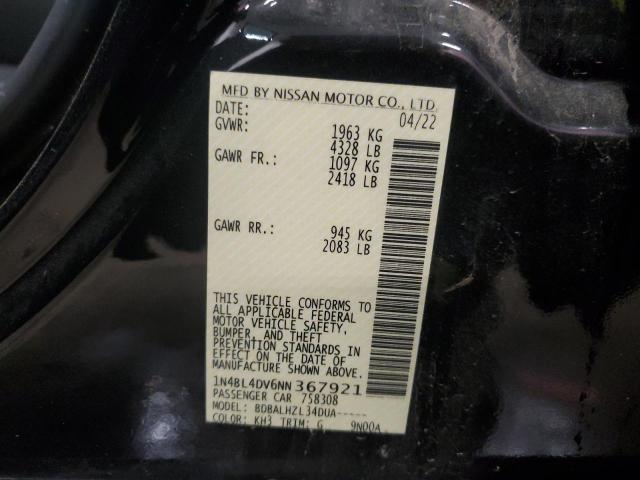 MFD BY NISSAN MOTOR CO., LTD.
DATE: 04/22
GVWR: 1963 KG
4328 LB
GAWR FR.: 1097 KG
2418 LB
GAWR RR.: 945 KG
2083 LB
THIS VEHICLE CONFORMS TO
ALL APPLICABLE FEDERAL
MOTOR VEHICLE SAFETY,
BUMPER, AND THEFT
PREVENTION STANDARDS IN
EFFECT ON THE DATE OF
MANUFACTURE SHOWN ABOVE.
1N4BL4DV6NN367921
PASSENGER CAR 758308
MODEL: BDBALHZL34DUA-----
COLOR: KH3 TRIM: G 9N00A